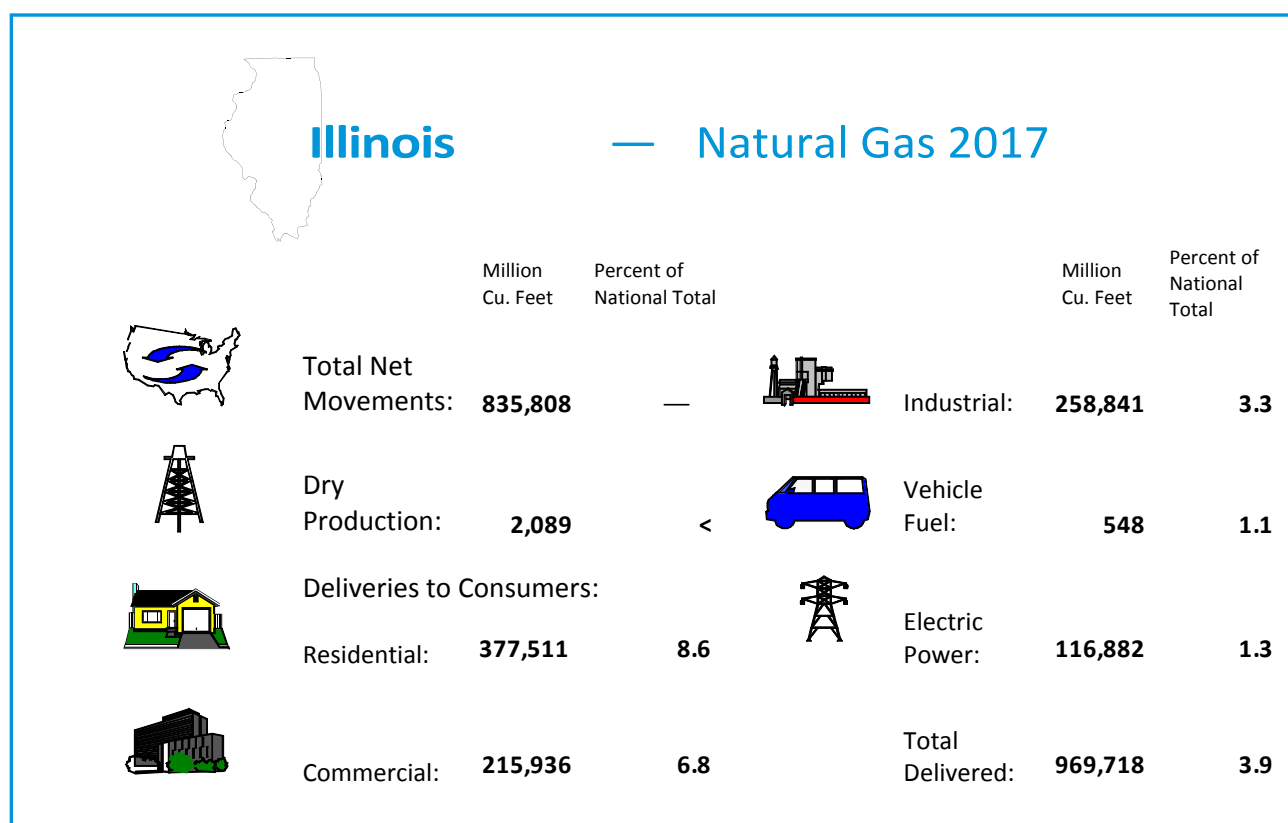 Illinois — Natural Gas 2017
Million
Cu. Feet
Percent of
National Total
Million
Cu. Feet
Percent of
National
Total
Total Net
Movements: 835,808 —
Industrial: 258,841 3.3
Dry
Production: 2,089 <
Vehicle
Fuel: 548 1.1
Deliveries to Consumers:
Residential: 377,511 8.6
Electric
Power: 116,882 1.3
Commercial: 215,936 6.8
Total
Delivered: 969,718 3.9